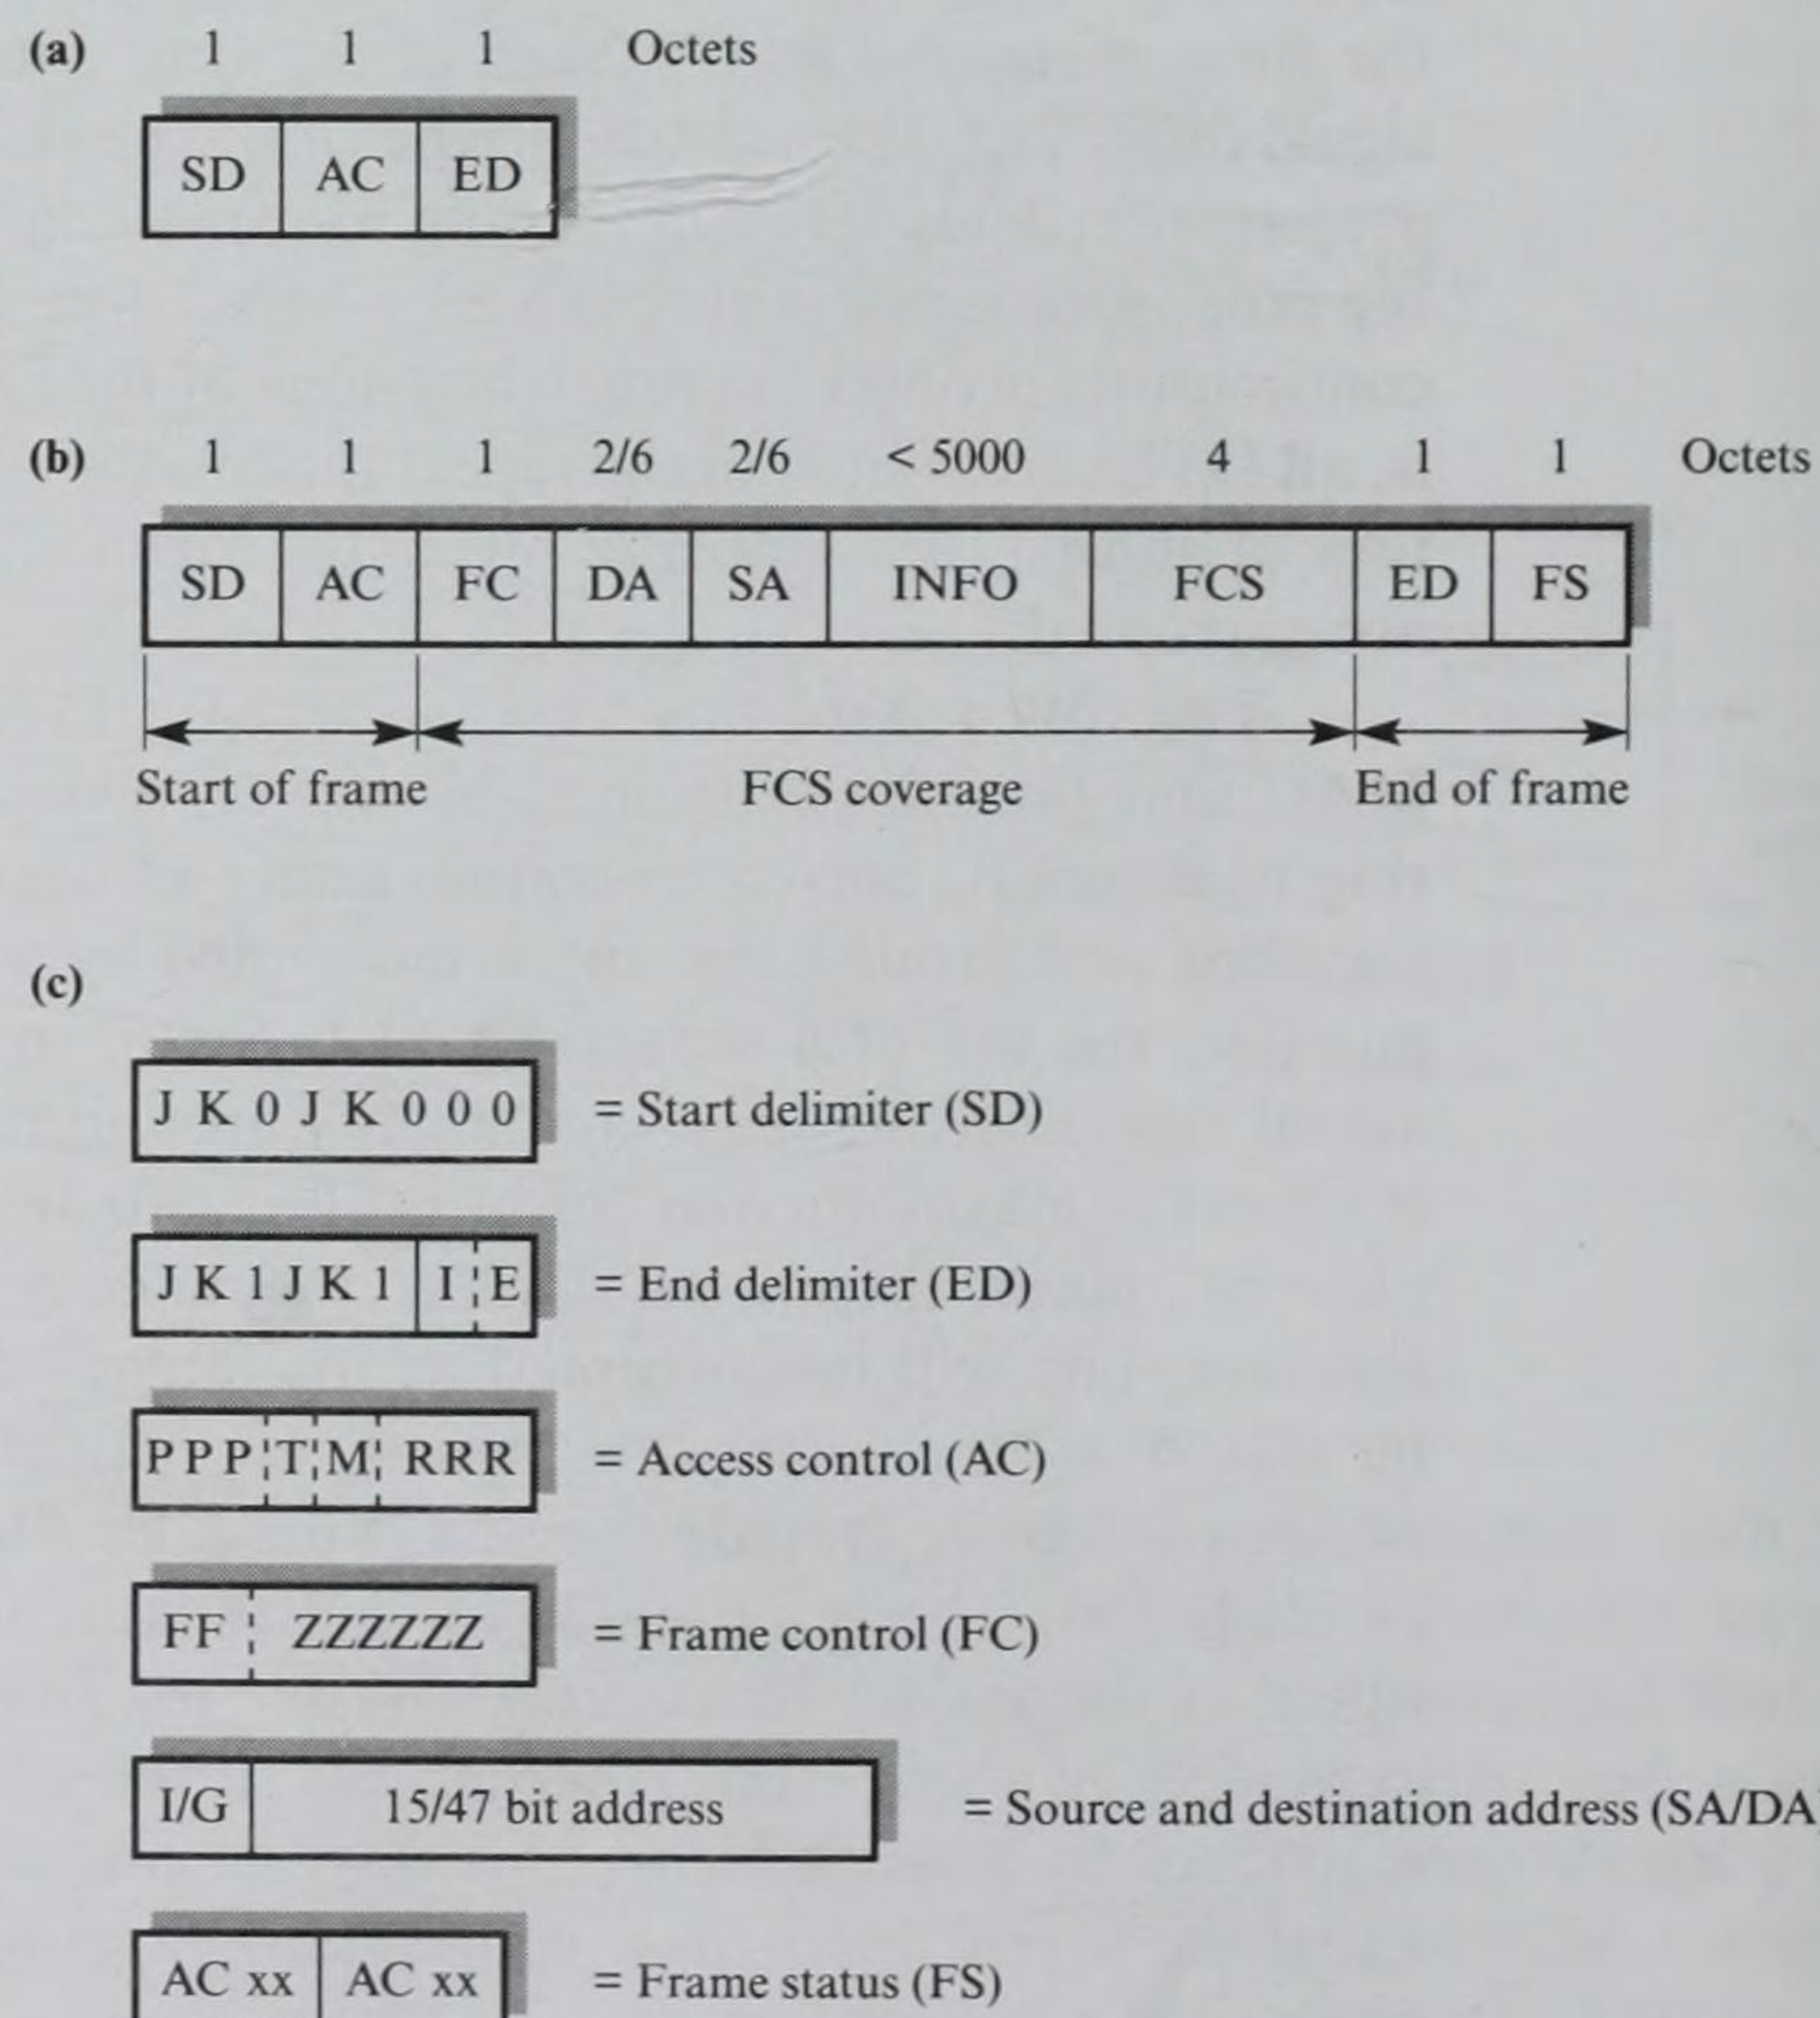 (a) 1 1 1 Octets
SD AC ED
(b) 1 1 1 2/6 2/6 < 5000 4 1 1 Octets
SD AC FC DA SA INFO FCS ED FS
Start of frame FCS coverage End of frame
(c)
J K 0 J K 0 0 0 = Start delimiter (SD)
J K 1 J K 1 I E = End delimiter (ED)
P P P T M RRR = Access control (AC)
FF ZZZZZZ = Frame control (FC)
I/G 15/47 bit address = Source and destination address (SA/DA)
AC xx AC xx = Frame status (FS)